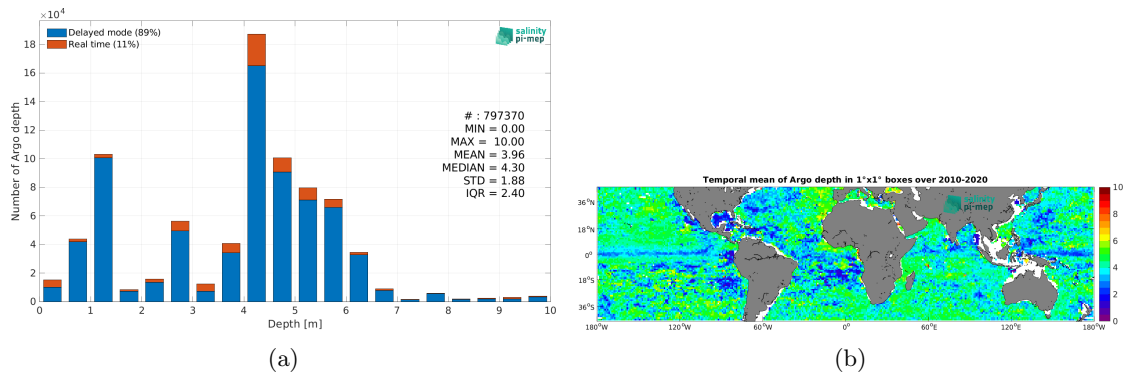 ×10⁴
Delayed mode (89%)
Real time (11%)
salinity
pi-mep
18
16
14
12
10
8
6
4
2
0
Number of Argo depth
# : 797370
MIN = 0.00
MAX = 10.00
MEAN = 3.96
MEDIAN = 4.30
STD = 1.88
IQR = 2.40
0 1 2 3 4 5 6 7 8 9 10
Depth [m]
(a)
Temporal mean of Argo depth in 1°x1° boxes over 2010-2020
salinity
pi-mep
36°N
18°N
0°
18°S
36°S
180°W 120°W 60°W 0° 60°E 120°E 180°W
10
8
6
4
2
0
(b)